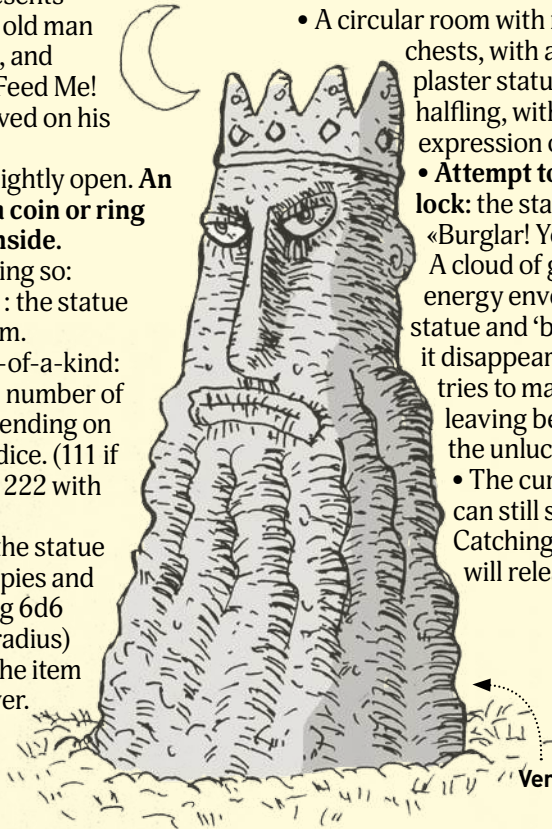 old man
, and
Feed Me!
ved on his
ightly open. An
coin or ring
nside.
ing so:
: the statue
m.
-of-a-kind:
number of
ending on
dice. (111 if
222 with
he statue
pies and
g 6d6
radius)
he item
er.
• A circular room with
chests, with a
plaster statu
halfling, with
expression o
• Attempt to
lock: the sta
«Burglar! Yo
A cloud of g
energy enve
statue and ‘b
it disappear
tries to ma
leaving be
the unluc
• The cur
can still s
Catching
will relea
Ver